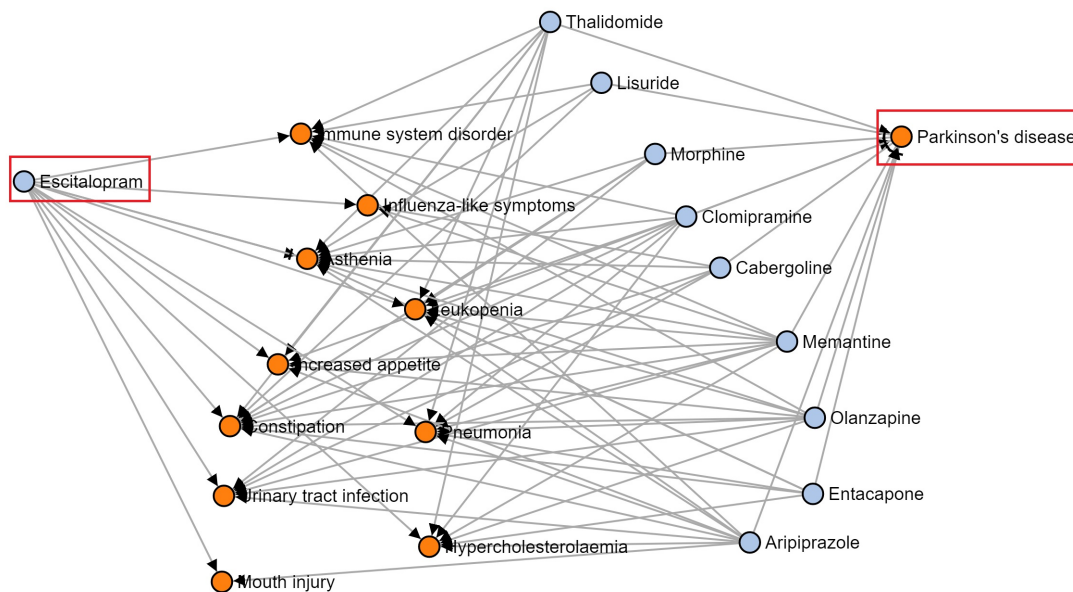 Thalidomide
Lisuride
Immune system disorder
Parkinson's disease
Morphine
Escitalopram
Influenza-like symptoms
Clomipramine
Asthenia
Cabergoline
Leukopenia
Memantine
Increased appetite
Olanzapine
Constipation
Pneumonia
Entacapone
Urinary tract infection
Aripiprazole
Hypercholesterolaemia
Mouth injury